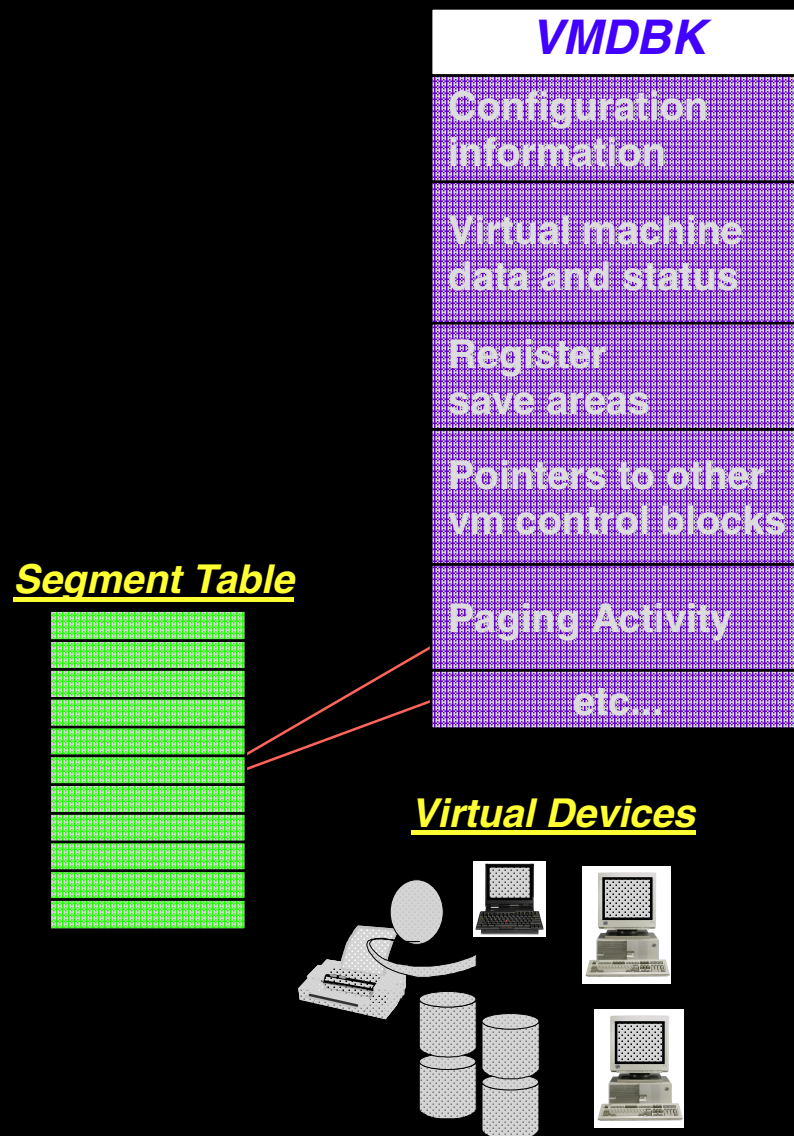 VMDBK
Configuration
information
Virtual machine
data and status
Register
save areas
Pointers to other
vm control blocks
Paging Activity
etc...
Segment Table
Virtual Devices